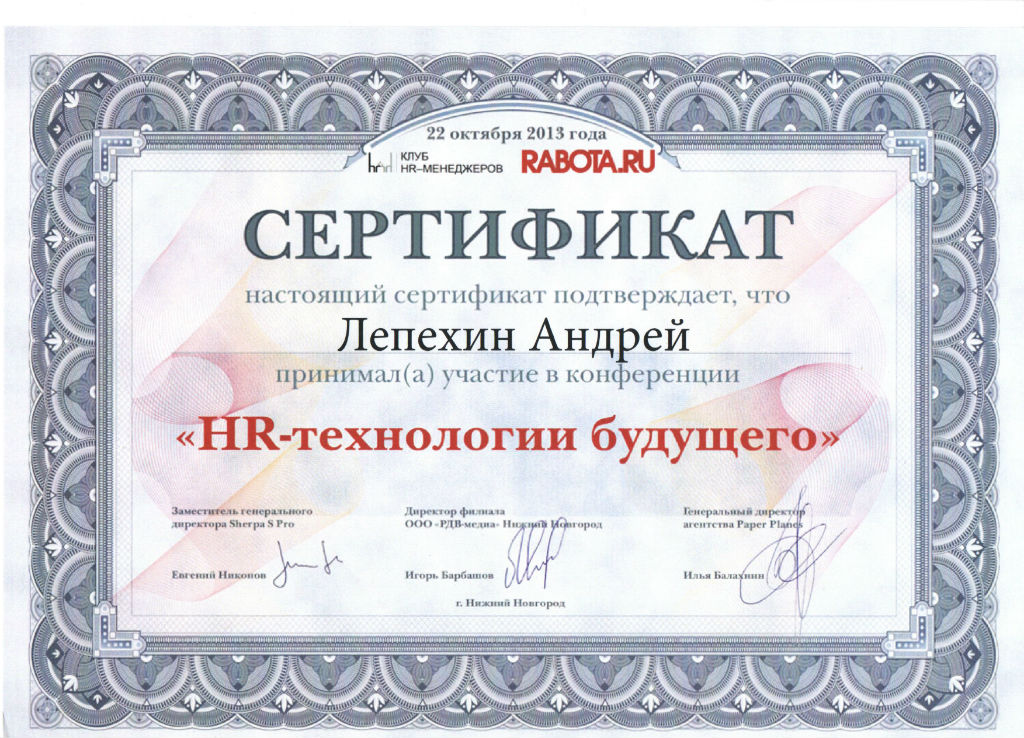 22 октября 2013 года
hrhrd КЛУБ
HR–МЕНЕДЖЕРОВ
RABOTA.RU
СЕРТИФИКАТ
настоящий сертификат подтверждает, что
Лепехин Андрей
принимал(а) участие в конференции
«HR-технологии будущего»
Заместитель генерального
директора Sherpa S Pro
Евгений Никонов
Директор филиала
ООО «РДВ-медиа» Нижний Новгород
Игорь Барбашов
Генеральный директор
агентства Paper Planes
Илья Балахнин
г. Нижний Новгород